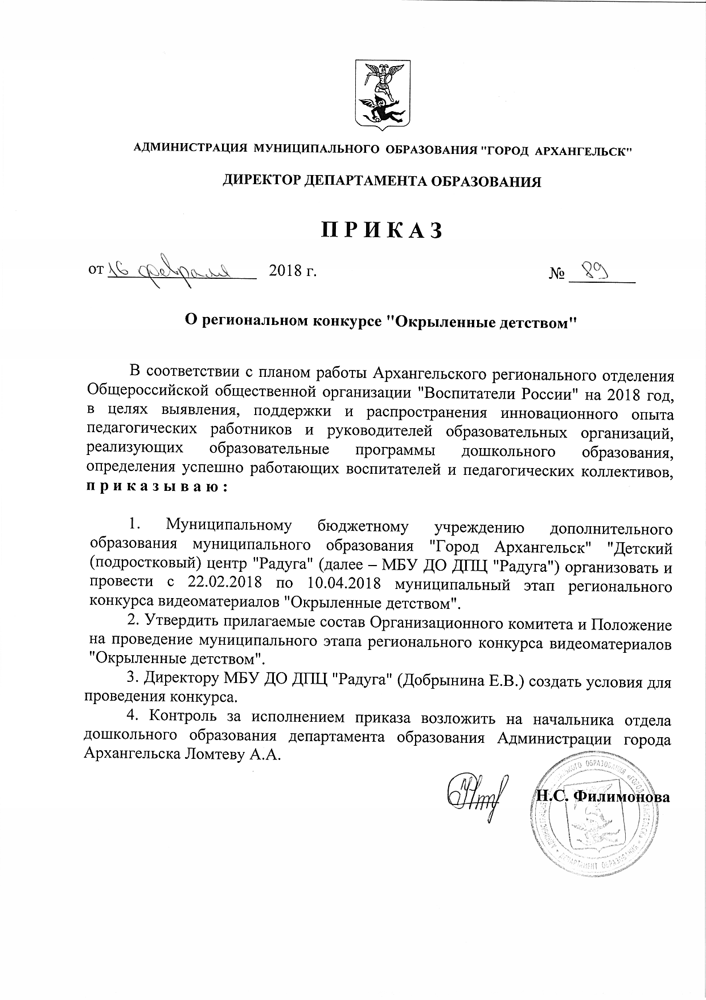 АДМИНИСТРАЦИЯ МУНИЦИПАЛЬНОГО ОБРАЗОВАНИЯ "ГОРОД АРХАНГЕЛЬСК"
ДИРЕКТОР ДЕПАРТАМЕНТА ОБРАЗОВАНИЯ
П Р И К А З
от 16 февраля 2018 г. № 89
О региональном конкурсе "Окрыленные детством"
В соответствии с планом работы Архангельского регионального отделения
Общероссийской общественной организации "Воспитатели России" на 2018 год,
в целях выявления, поддержки и распространения инновационного опыта
педагогических работников и руководителей образовательных организаций,
реализующих образовательные программы дошкольного образования,
определения успешно работающих воспитателей и педагогических коллективов,
п р и к а з ы в а ю :
1. Муниципальному бюджетному учреждению дополнительного
образования муниципального образования "Город Архангельск" "Детский
(подростковый) центр "Радуга" (далее – МБУ ДО ДПЦ "Радуга") организовать и
провести с 22.02.2018 по 10.04.2018 муниципальный этап регионального
конкурса видеоматериалов "Окрыленные детством".
2. Утвердить прилагаемые состав Организационного комитета и Положение
на проведение муниципального этапа регионального конкурса видеоматериалов
"Окрыленные детством".
3. Директору МБУ ДО ДПЦ "Радуга" (Добрынина Е.В.) создать условия для
проведения конкурса.
4. Контроль за исполнением приказа возложить на начальника отдела
дошкольного образования департамента образования Администрации города
Архангельска Ломтеву А.А.
Н.С. Филимонова
ДЕПАРТАМЕНТ ОБРАЗОВАНИЯ